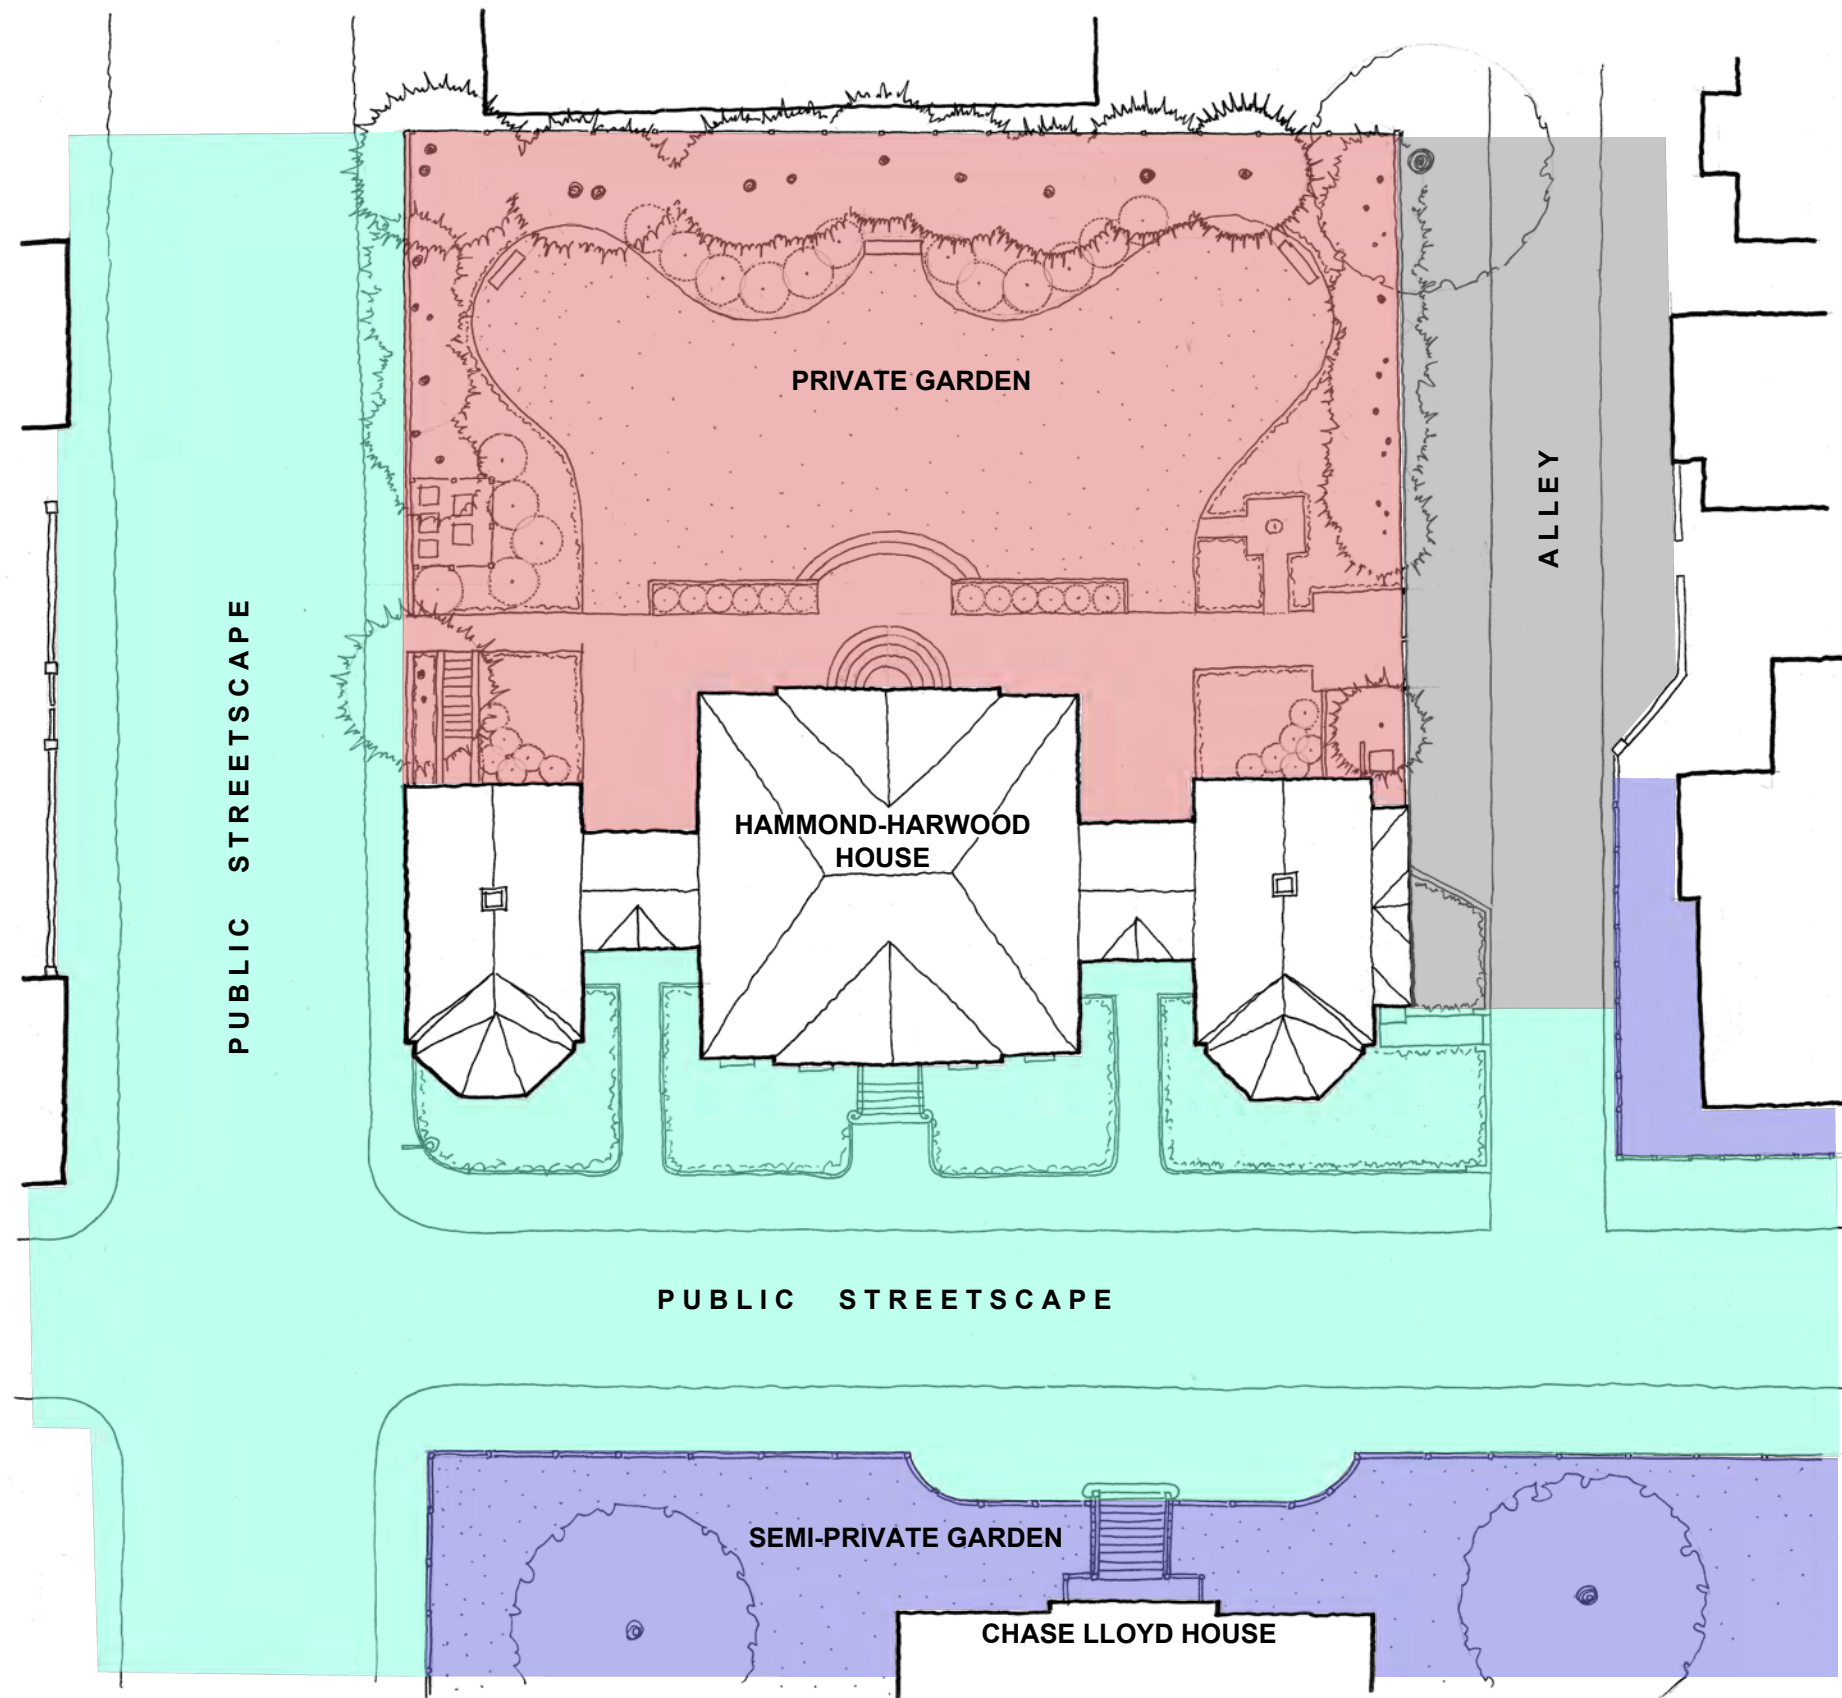 PRIVATE GARDEN
ALLEY
PUBLIC STREETSCAPE
HAMMOND-HARWOOD
HOUSE
PUBLIC STREETSCAPE
SEMI-PRIVATE GARDEN
CHASE LLOYD HOUSE